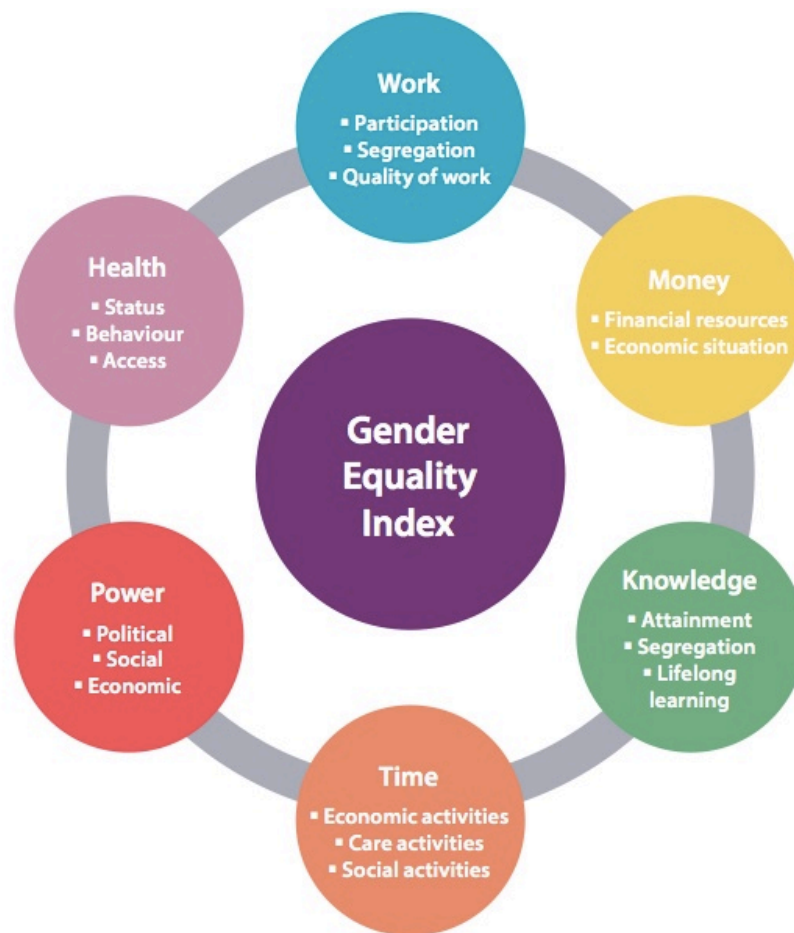 Work
▪ Participation
▪ Segregation
▪ Quality of work
Money
▪ Financial resources
▪ Economic situation
Knowledge
▪ Attainment
▪ Segregation
▪ Lifelong
learning
Time
▪ Economic activities
▪ Care activities
▪ Social activities
Power
▪ Political
▪ Social
▪ Economic
Health
▪ Status
▪ Behaviour
▪ Access
Gender
Equality
Index